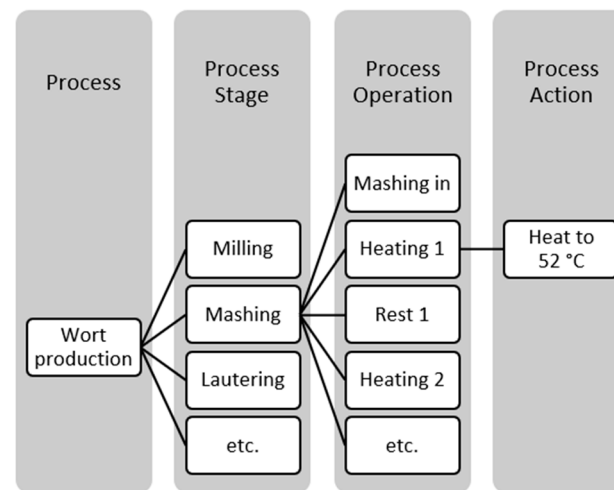 Process
Process
Stage
Process
Operation
Process
Action
Wort
production
Milling
Mashing
Lautering
etc.
Mashing in
Heating 1
Rest 1
Heating 2
etc.
Heat to
52 °C